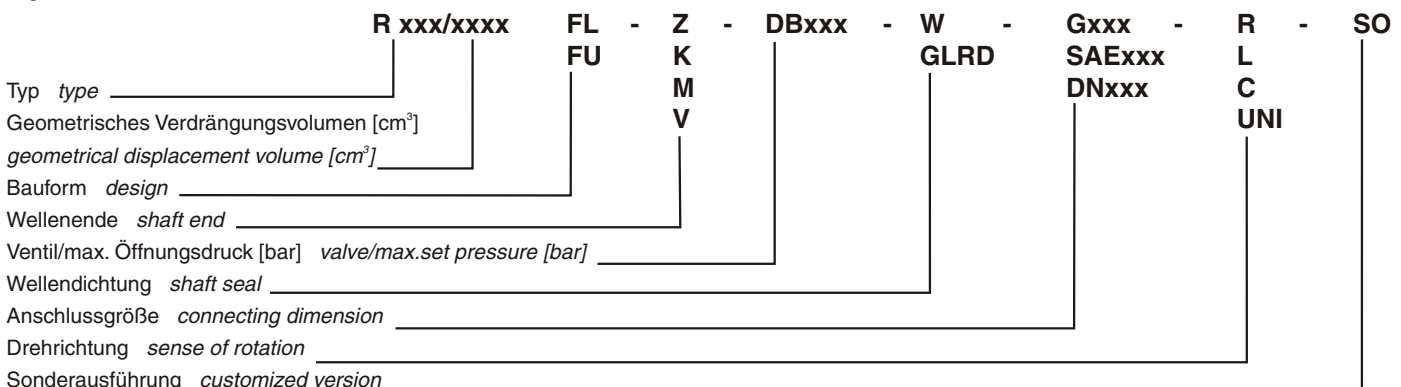 R xxx/xxxx FL - Z - DBxxx - W - Gxxx - R - SO
FU K GLRD SAExxx L
M DNxxx C
V UNI
Typ type
Geometrisches Verdrängungsvolumen [cm³]
geometrical displacement volume [cm³]
Bauform design
Wellenende shaft end
Ventil/max. Öffnungsdruck [bar] valve/max.set pressure [bar]
Wellendichtung shaft seal
Anschlussgröße connecting dimension
Drehrichtung sense of rotation
Sonderausführung customized version